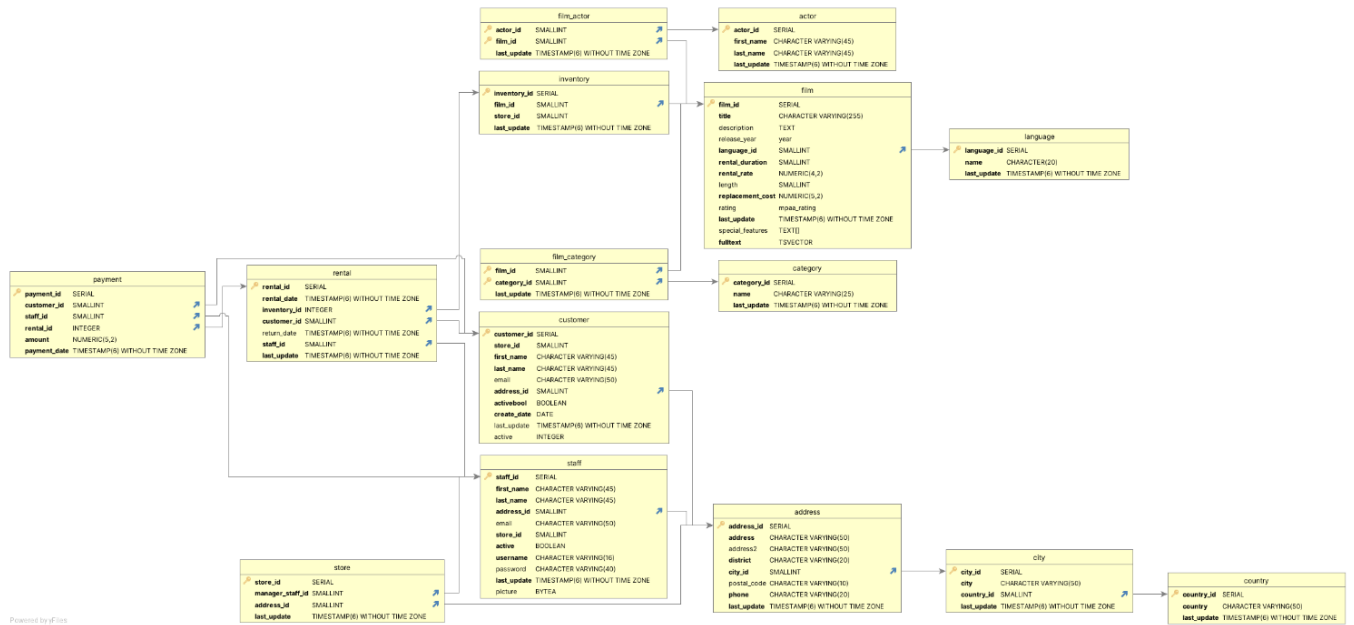 film_actor
actor_id SMALLINT
film_id SMALLINT
last_update TIMESTAMP(6) WITHOUT TIME ZONE
actor
actor_id SERIAL
first_name CHARACTER VARYING(45)
last_name CHARACTER VARYING(45)
last_update TIMESTAMP(6) WITHOUT TIME ZONE
inventory
inventory_id SERIAL
film_id SMALLINT
store_id SMALLINT
last_update TIMESTAMP(6) WITHOUT TIME ZONE
film
film_id SERIAL
title CHARACTER VARYING(255)
description TEXT
release_year year
language_id SMALLINT
rental_duration SMALLINT
rental_rate NUMERIC(4,2)
length SMALLINT
replacement_cost NUMERIC(5,2)
rating mpaa_rating
last_update TIMESTAMP(6) WITHOUT TIME ZONE
special_features TEXT[]
fulltext TSVECTOR
language
language_id SERIAL
name CHARACTER(20)
last_update TIMESTAMP(6) WITHOUT TIME ZONE
film_category
film_id SMALLINT
category_id SMALLINT
last_update TIMESTAMP(6) WITHOUT TIME ZONE
category
category_id SERIAL
name CHARACTER VARYING(25)
last_update TIMESTAMP(6) WITHOUT TIME ZONE
payment
payment_id SERIAL
customer_id SMALLINT
staff_id SMALLINT
rental_id INTEGER
amount NUMERIC(5,2)
payment_date TIMESTAMP(6) WITHOUT TIME ZONE
rental
rental_id SERIAL
rental_date TIMESTAMP(6) WITHOUT TIME ZONE
inventory_id INTEGER
customer_id SMALLINT
return_date TIMESTAMP(6) WITHOUT TIME ZONE
staff_id SMALLINT
last_update TIMESTAMP(6) WITHOUT TIME ZONE
customer
customer_id SERIAL
store_id SMALLINT
first_name CHARACTER VARYING(45)
last_name CHARACTER VARYING(45)
email CHARACTER VARYING(50)
address_id SMALLINT
activebool BOOLEAN
create_date DATE
last_update TIMESTAMP(6) WITHOUT TIME ZONE
active INTEGER
staff
staff_id SERIAL
first_name CHARACTER VARYING(45)
last_name CHARACTER VARYING(45)
address_id SMALLINT
email CHARACTER VARYING(50)
store_id SMALLINT
active BOOLEAN
username CHARACTER VARYING(16)
password CHARACTER VARYING(40)
last_update TIMESTAMP(6) WITHOUT TIME ZONE
picture BYTEA
store
store_id SERIAL
manager_staff_id SMALLINT
address_id SMALLINT
last_update TIMESTAMP(6) WITHOUT TIME ZONE
address
address_id SERIAL
address CHARACTER VARYING(50)
address2 CHARACTER VARYING(50)
district CHARACTER VARYING(20)
city_id SMALLINT
postal_code CHARACTER VARYING(10)
phone CHARACTER VARYING(20)
last_update TIMESTAMP(6) WITHOUT TIME ZONE
city
city_id SERIAL
city CHARACTER VARYING(50)
country_id SMALLINT
last_update TIMESTAMP(6) WITHOUT TIME ZONE
country
country_id SERIAL
country CHARACTER VARYING(50)
last_update TIMESTAMP(6) WITHOUT TIME ZONE
Powered by yFiles